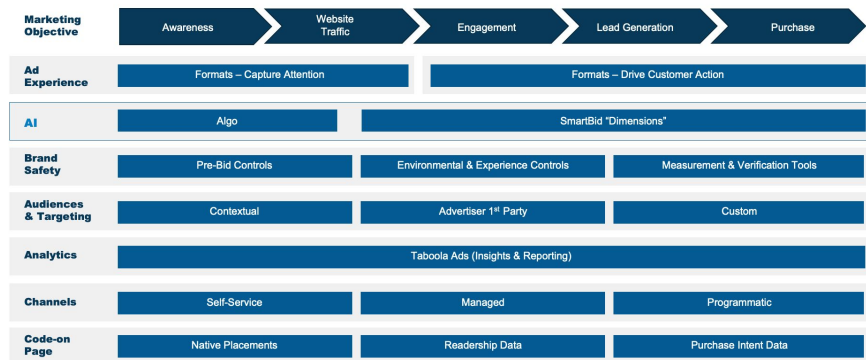 Marketing
Objective
Awareness
Website
Traffic
Engagement
Lead Generation
Purchase
Ad
Experience
Formats – Capture Attention
Formats – Drive Customer Action
AI
Algo
SmartBid "Dimensions"
Brand
Safety
Pre-Bid Controls
Environmental & Experience Controls
Measurement & Verification Tools
Audiences
& Targeting
Contextual
Advertiser 1st Party
Custom
Analytics
Taboola Ads (Insights & Reporting)
Channels
Self-Service
Managed
Programmatic
Code-on
Page
Native Placements
Readership Data
Purchase Intent Data